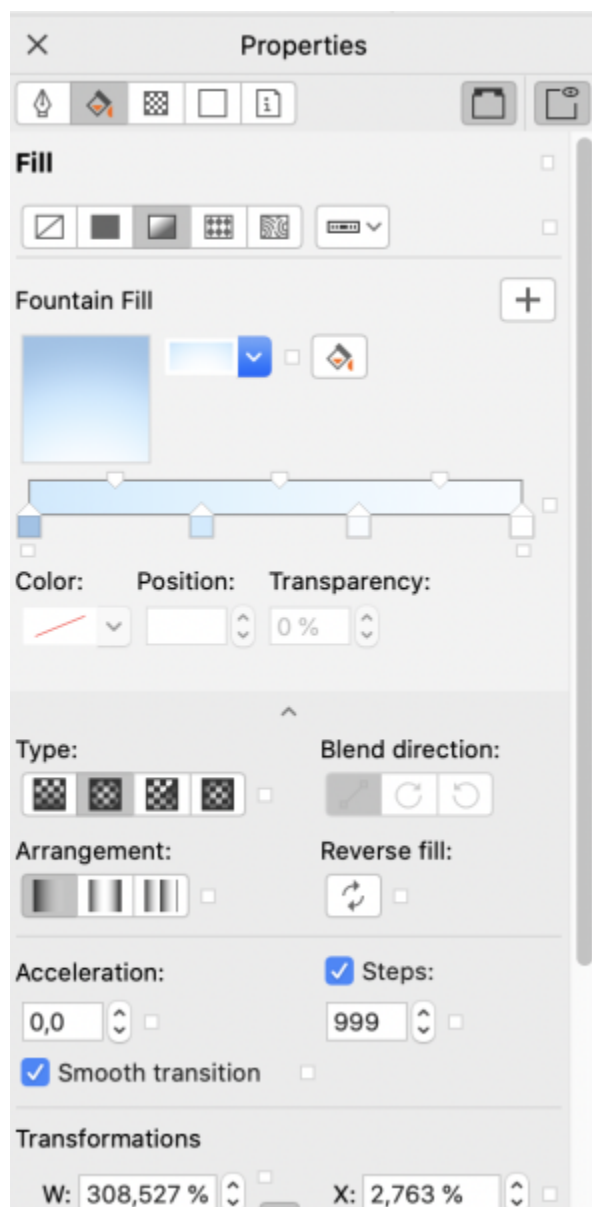 Properties
Fill
Fountain Fill
Color: Position: Transparency:
0 %
Type: Blend direction:
Arrangement: Reverse fill:
Acceleration: Steps:
0,0 999
Smooth transition
Transformations
W: 308,527 % X: 2,763 %